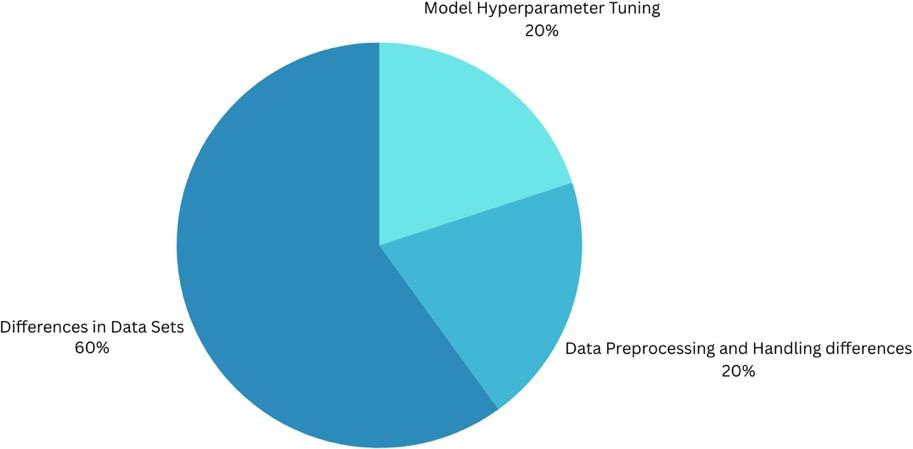 Model Hyperparameter Tuning
20%
Differences in Data Sets
60%
Data Preprocessing and Handling differences
20%